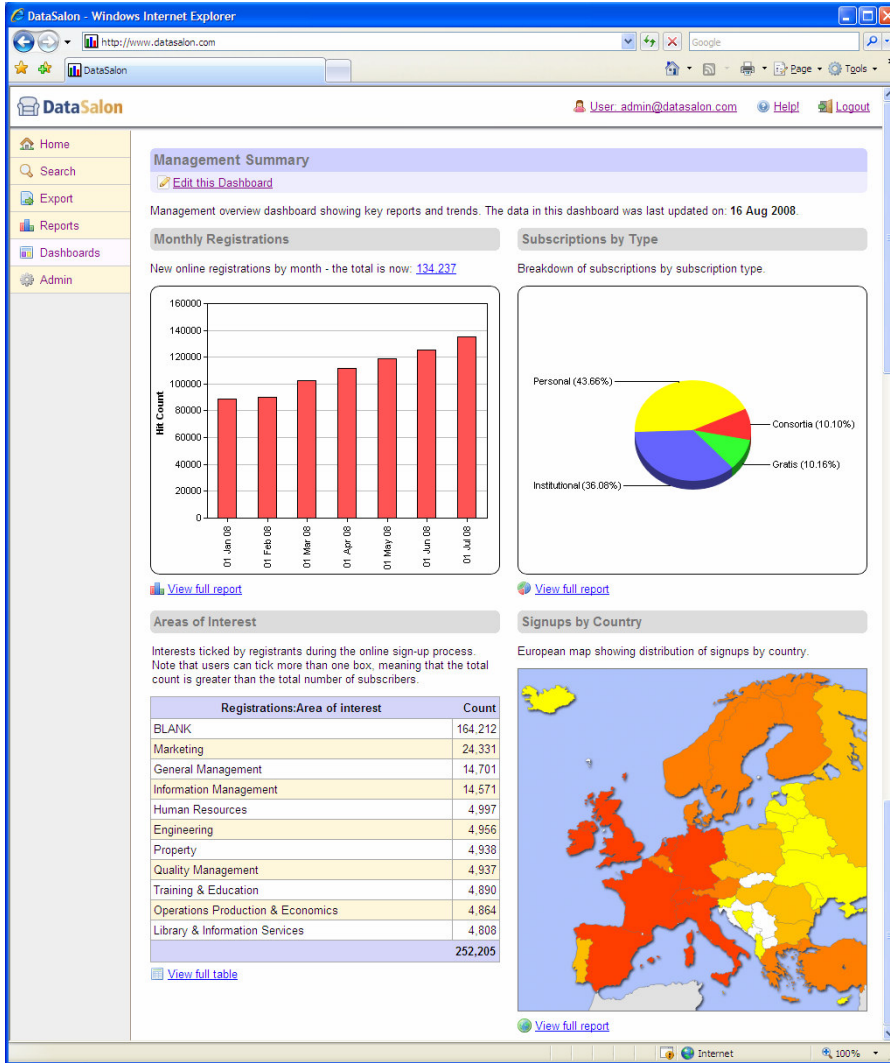 DataSalon - Windows Internet Explorer
http://www.datasalon.com
Google
DataSalon
Page
Tools
DataSalon
User: admin@datasalon.com
Help!
Logout
Home
Search
Export
Reports
Dashboards
Admin
Management Summary
Edit this Dashboard
Management overview dashboard showing key reports and trends. The data in this dashboard was last updated on: 16 Aug 2008.
Monthly Registrations
New online registrations by month - the total is now: 134,237
160000
140000
120000
100000
80000
60000
40000
20000
0
Hit Count
01 Jan 08
01 Feb 08
01 Mar 08
01 Apr 08
01 May 08
01 Jun 08
01 Jul 08
View full report
Subscriptions by Type
Breakdown of subscriptions by subscription type.
Personal (43.66%)
Consortia (10.10%)
Gratis (10.16%)
Institutional (36.08%)
View full report
Areas of Interest
Interests ticked by registrants during the online sign-up process.
Note that users can tick more than one box, meaning that the total
count is greater than the total number of subscribers.
Registrations:Area of interest Count
BLANK 164,212
Marketing 24,331
General Management 14,701
Information Management 14,571
Human Resources 4,997
Engineering 4,956
Property 4,938
Quality Management 4,937
Training & Education 4,890
Operations Production & Economics 4,864
Library & Information Services 4,808
252,205
View full table
Signups by Country
European map showing distribution of signups by country.
View full report
Internet
100%